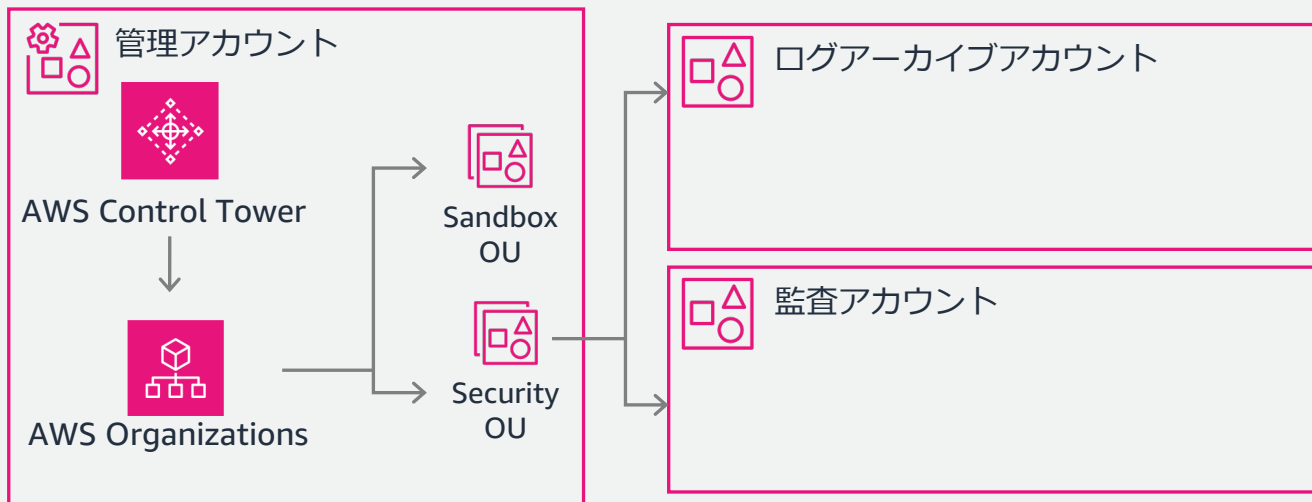 管理アカウント
AWS Control Tower
AWS Organizations
Sandbox
OU
Security
OU
ログアーカイブアカウント
監査アカウント